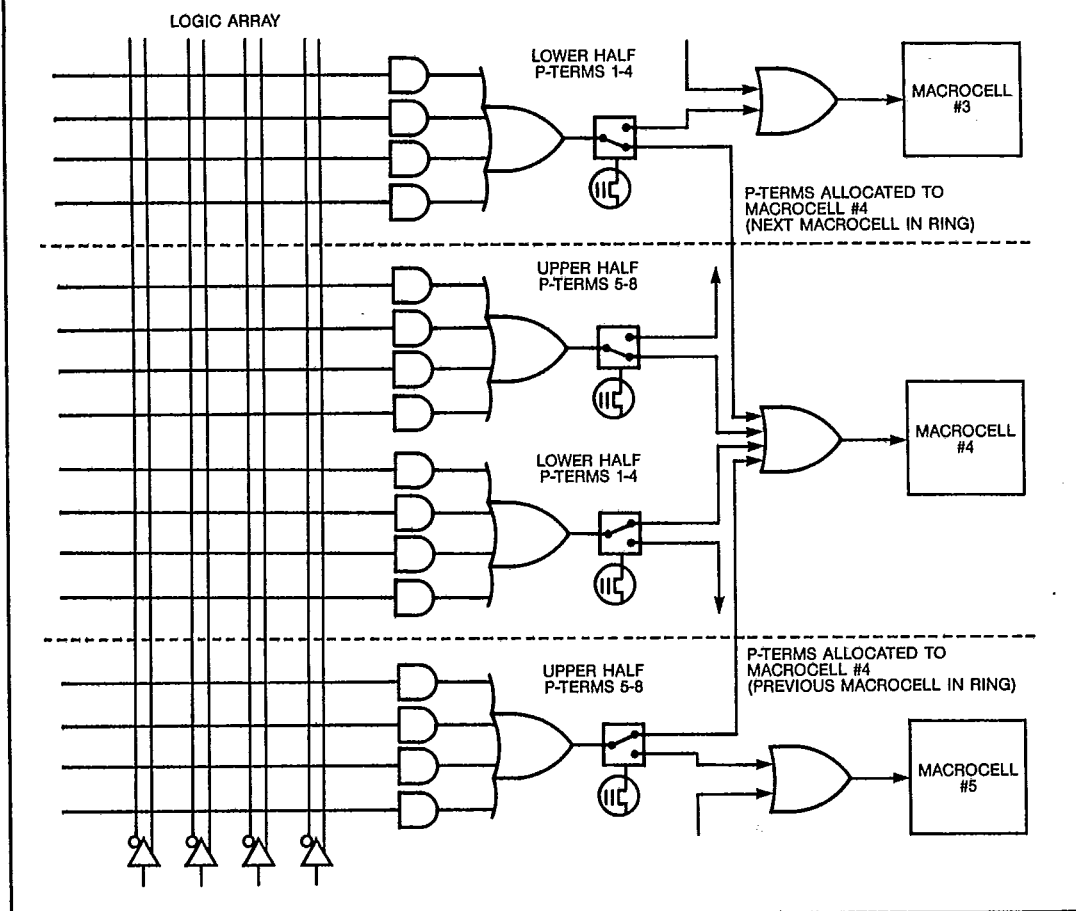 LOGIC ARRAY
LOWER HALF
P-TERMS 1-4
MACROCELL
#3
P-TERMS ALLOCATED TO
MACROCELL #4
(NEXT MACROCELL IN RING)
UPPER HALF
P-TERMS 5-8
MACROCELL
#4
LOWER HALF
P-TERMS 1-4
P-TERMS ALLOCATED TO
MACROCELL #4
(PREVIOUS MACROCELL IN RING)
UPPER HALF
P-TERMS 5-8
MACROCELL
#5